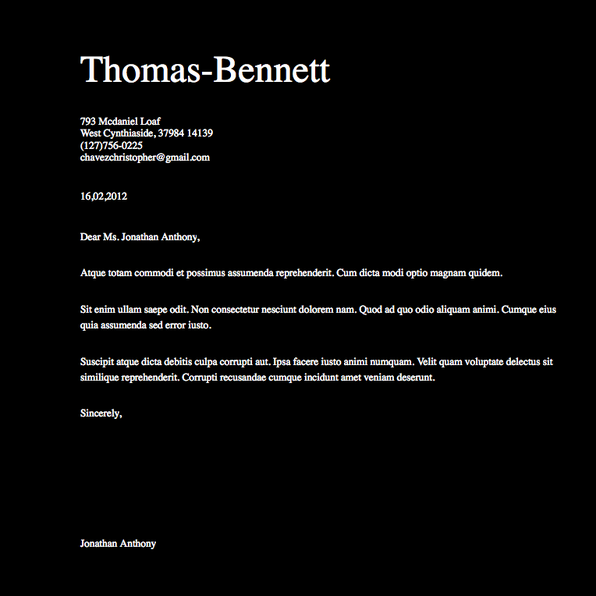 Thomas-Bennett
793 Mcdaniel Loaf
West Cynthiaside, 37984 14139
(127)756-0225
chavezchristopher@gmail.com
16,02,2012
Dear Ms. Jonathan Anthony,
Atque totam commodi et possimus assumenda reprehenderit. Cum dicta modi optio magnam quidem.
Sit enim ullam saepe odit. Non consectetur nesciunt dolorem nam. Quod ad quo odio aliquam animi. Cumque eius
quia assumenda sed error iusto.
Suscipit atque dicta debitis culpa corrupti aut. Ipsa facere iusto animi numquam. Velit quam voluptate delectus sit
similique reprehenderit. Corrupti recusandae cumque incidunt amet veniam deserunt.
Sincerely,
Jonathan Anthony